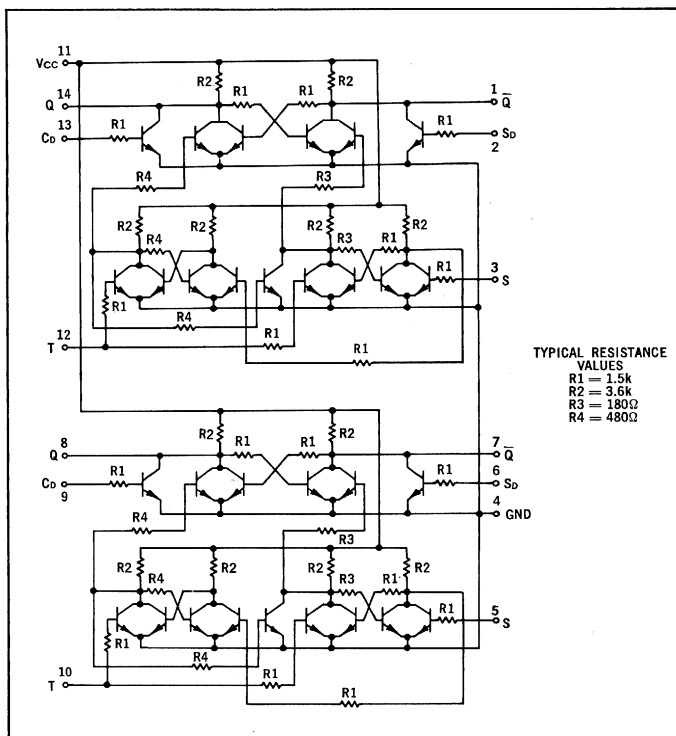 11
VCC
R2
R2
14
Q
R1
R1
1
Q̅
13
CD
R1
R1
SD
2
R4
R3
R2
R2
R2
R2
R4
R3
R1
R1
3
S
R1
R4
R1
12
T
R1
TYPICAL RESISTANCE
VALUES
R1 = 1.5k
R2 = 3.6k
R3 = 180Ω
R4 = 480Ω
R2
R2
8
Q
R1
R1
7
Q̅
CD
9
R1
R1
6
SD
4
GND
R4
R3
R2
R2
R2
R2
R4
R3
R1
R1
5
S
R1
R4
R1
10
T
R1